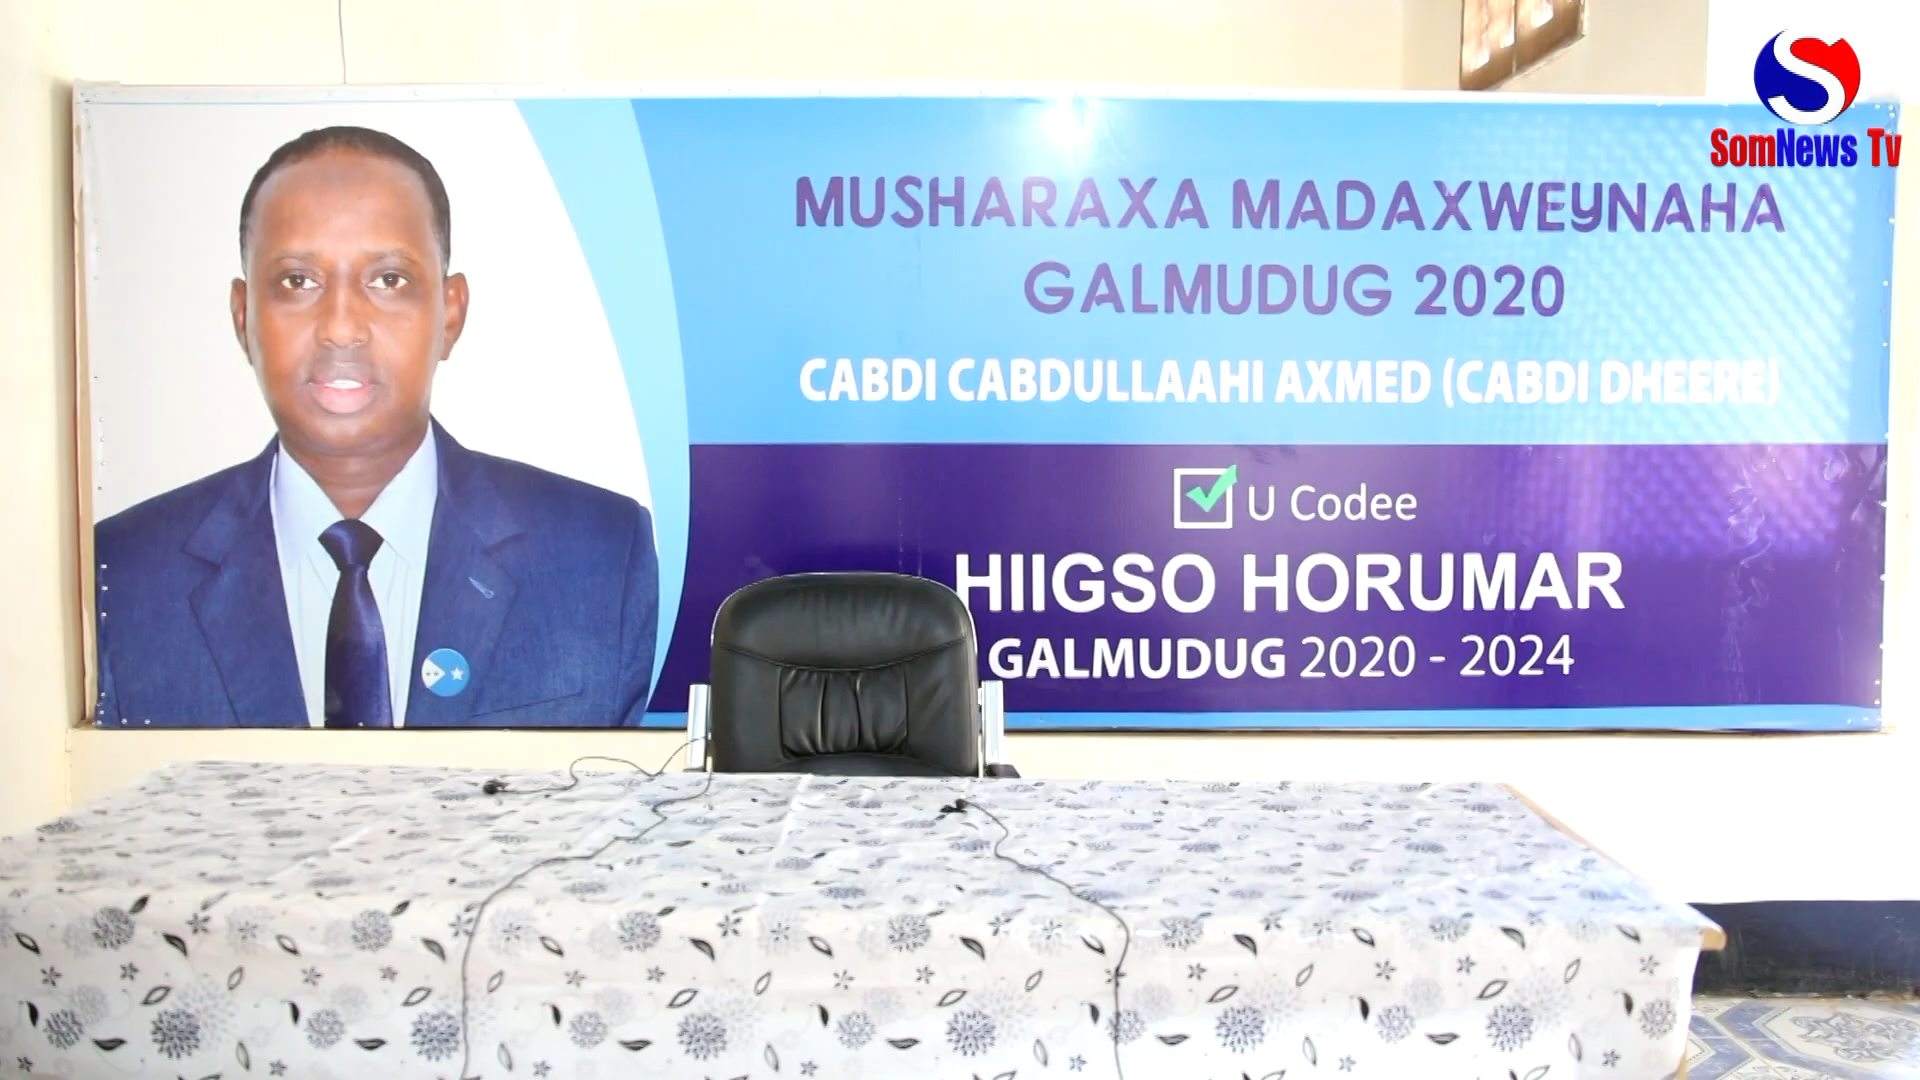 SomNews Tv
MUSHARAXA MADAXWEYNAHA
GALMUDUG 2020
CABDI CABDULLAAHI AXMED (CABDI DHEERE)
U Codee
HIIGSO HORUMAR
GALMUDUG 2020 - 2024